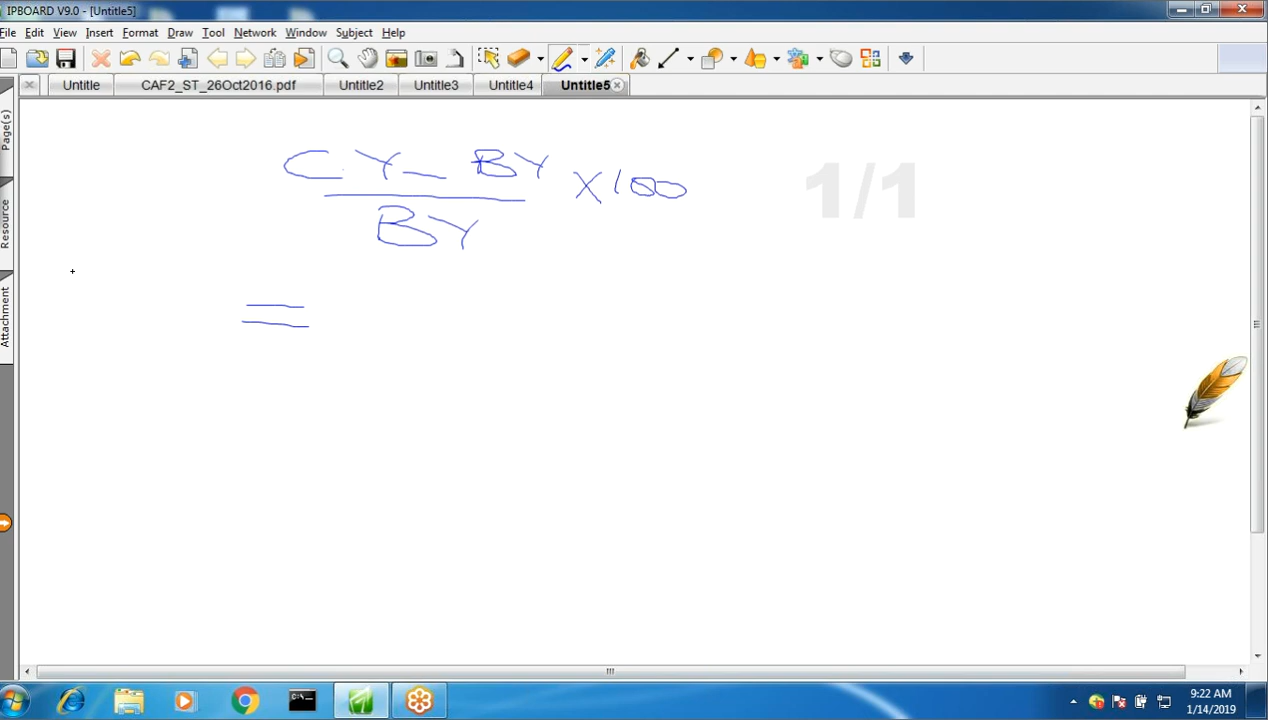 IPBOARD V9.0 - [Untitle5]
File Edit View Insert Format Draw Tool Network Window Subject Help
Untitle CAF2_ST_26Oct2016.pdf Untitle2 Untitle3 Untitle4 Untitle5
Page(s)
Resource
Attachment
CY - BY
BY
X100
=
1/1
9:22 AM
1/14/2019